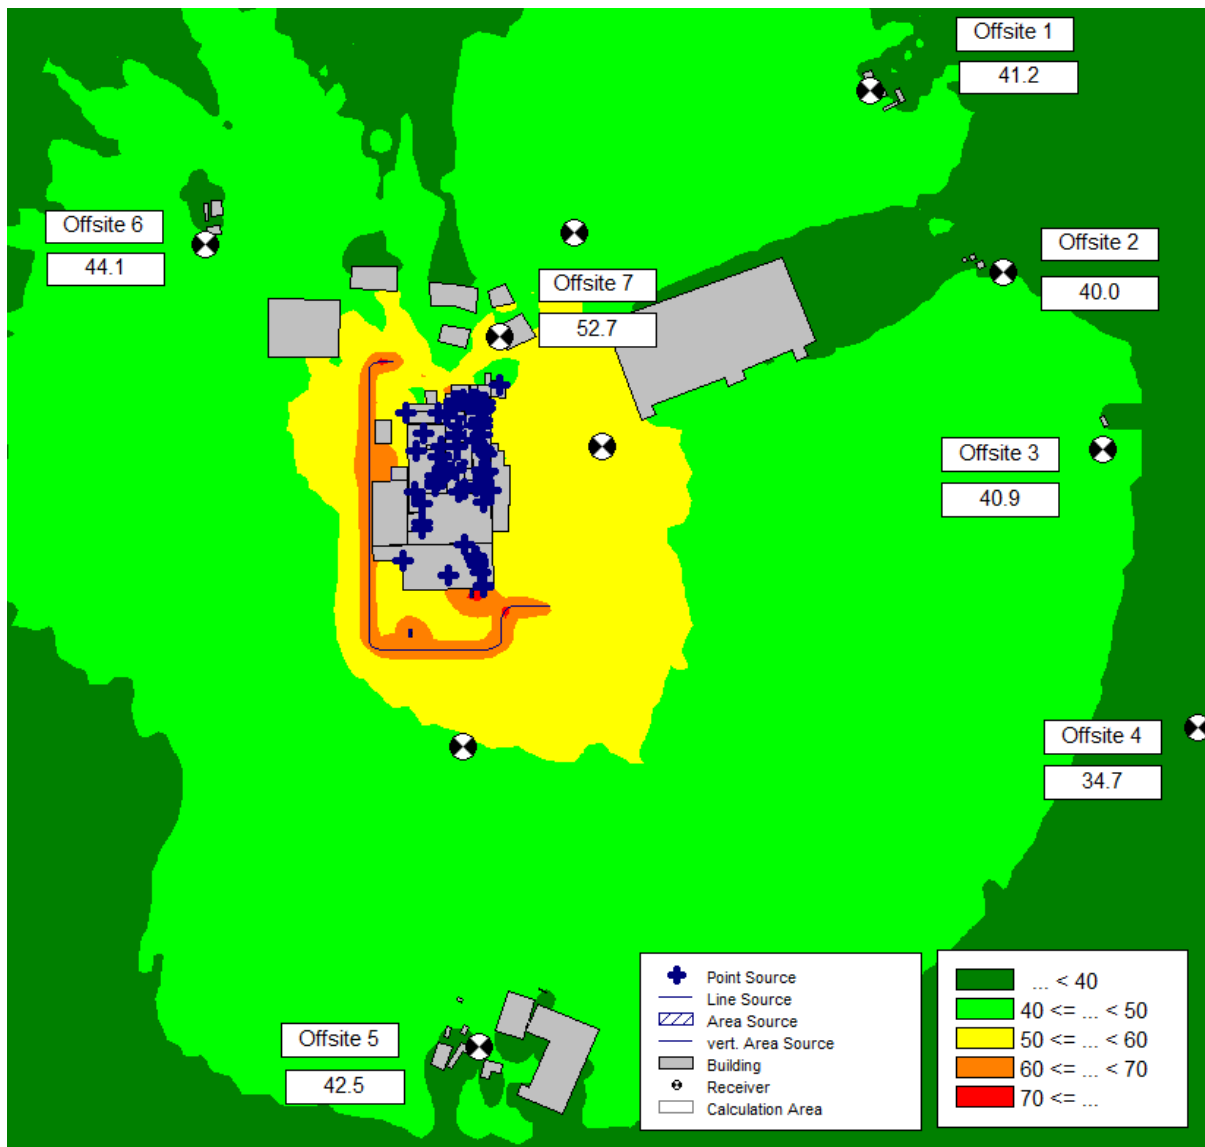 Offsite 1
41.2
Offsite 6
44.1
Offsite 2
40.0
Offsite 7
52.7
Offsite 3
40.9
Offsite 4
34.7
Offsite 5
42.5
Point Source
Line Source
Area Source
vert. Area Source
Building
Receiver
Calculation Area
... < 40
40 <= ... < 50
50 <= ... < 60
60 <= ... < 70
70 <= ...